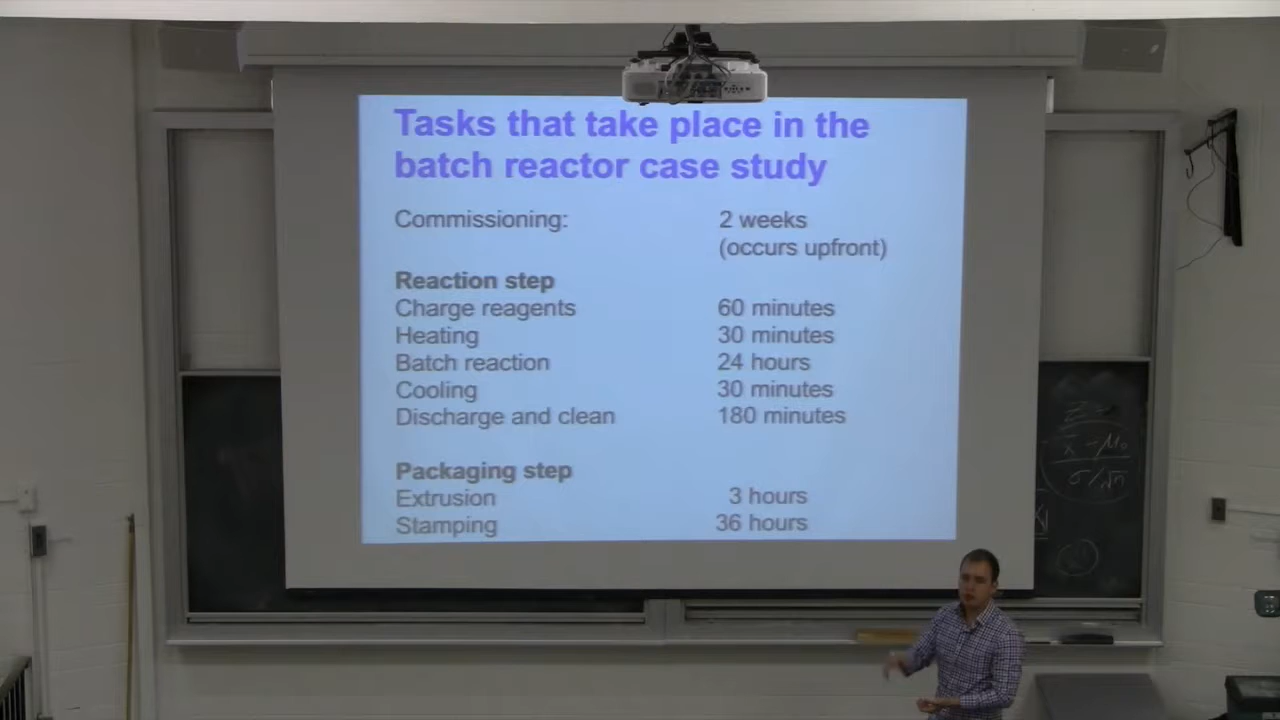 Tasks that take place in the
batch reactor case study
Commissioning: 2 weeks
(occurs upfront)
Reaction step
Charge reagents 60 minutes
Heating 30 minutes
Batch reaction 24 hours
Cooling 30 minutes
Discharge and clean 180 minutes
Packaging step
Extrusion 3 hours
Stamping 36 hours
x̄ - μ₀
σ/√n